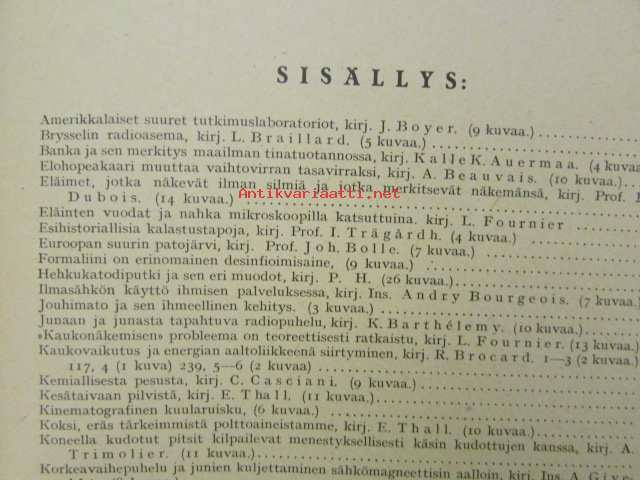 SISÄLLYS:
Amerikkalaiset suuret tutkimuslaboratoriot, kirj. J. Boyer. (9 kuvaa.)
Brysselin radioasema, kirj. L. Braillard. (5 kuvaa.)
Banka ja sen merkitys maailman tinatuotannossa, kirj. Kalle K. Auermaa. (4 kuvaa
Elohopeakaari muuttaa vaihtovirran tasavirraksi, kirj. A. Beauvais. (10 kuvaa.)
Eläimet, jotka näkevät ilman silmiä ja jotka merkitsevät näkemänsä, kirj. Prof.
Dubois. (14 kuvaa.)
Antikvariaatti.net
Eläinten vuodat ja nahka mikroskoopilla katsuttuina. kirj. L. Fournier
Esihistoriallisia kalastustapoja, kirj. Prof. I. Trägårdh. (4 kuvaa.)
Euroopan suurin patojärvi, kirj. Prof. Joh. Bolle. (7 kuvaa.)
Formaliini on erinomainen desinfioimisaine, (9 kuvaa.)
Hehkukatodiputki ja sen eri muodot, kirj. P. H. (26 kuvaa.)
Ilmasähkön käyttö ihmisen palveluksessa, kirj. Ins. Andry Bourgeois. (7 kuvaa.)
Jouhimato ja sen ihmeellinen kehitys. (3 kuvaa.)
Junaan ja junasta tapahtuva radiopuhelu, kirj. K. Barthélemy. (10 kuvaa.)
»Kaukonäkemisen» probleema on teoreettisesti ratkaistu, kirj. L. Fournier. (13 kuvaa.)
Kaukovaikutus ja energian aaltoliikkeenä siirtyminen, kirj. R. Brocard. 1—3 (2 kuvaa.)
117, 4 (1 kuva) 239, 5—6 (2 kuvaa)
Kemiallisesta pesusta, kirj. C. Casciani. (9 kuvaa.)
Kesätaivaan pilvistä, kirj. E. Thall. (11 kuvaa.)
Kinematografinen kuularuisku, (6 kuvaa.)
Koksi, eräs tärkeimmistä polttoaineistamme, kirj. E. Thall. (10 kuvaa.)
Koneella kudotut pitsit kilpailevat menestyksellisesti käsin kudottujen kanssa, kirj. A.
Trimolier. (11 kuvaa.)
Korkeavaihepuhelu ja junien kuljettaminen sähkömagneettisin aalloin, kirj. Ins. A.